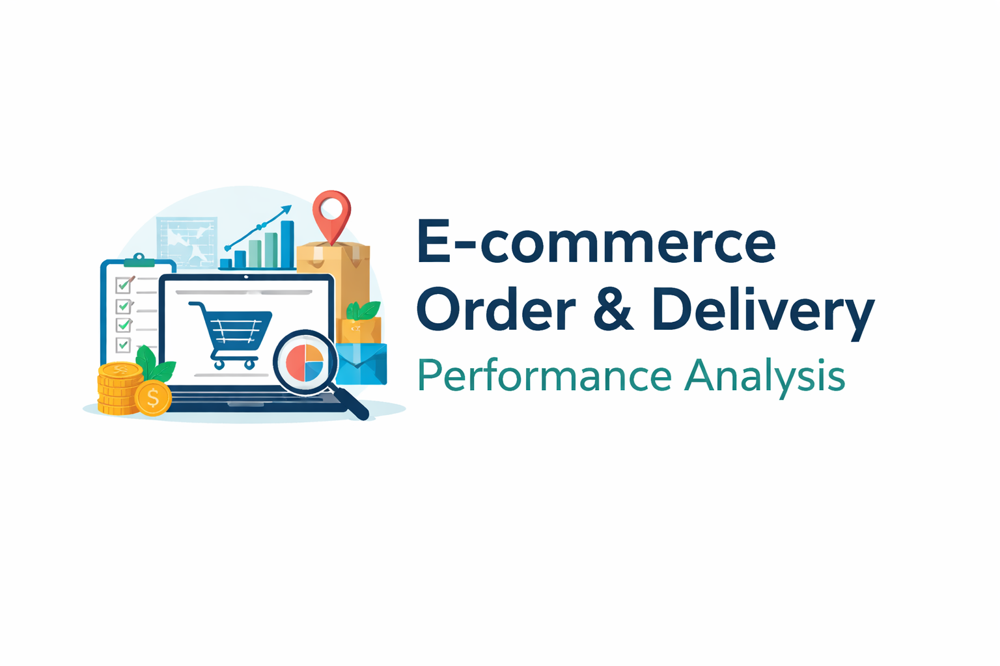 E-commerce
Order & Delivery
Performance Analysis
$